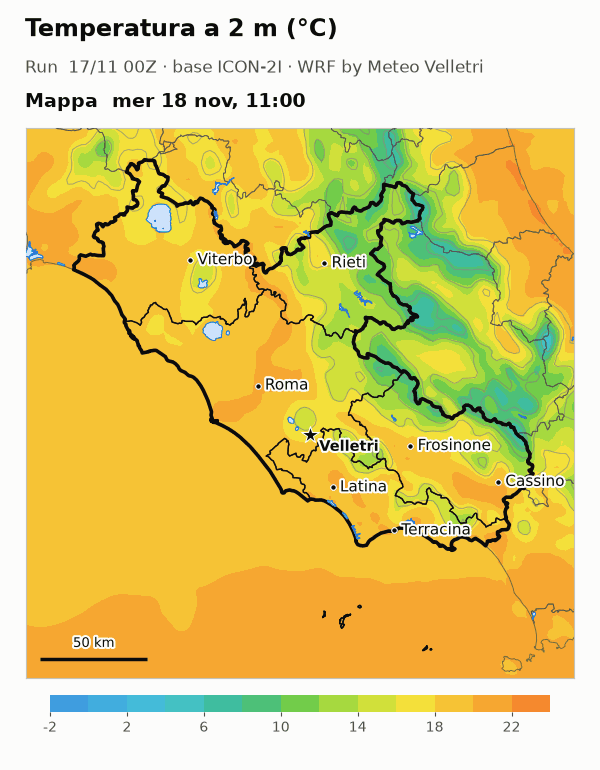 Temperatura a 2 m (°C)
Run  17/11 00Z · base ICON-2I · WRF by Meteo Velletri
Mappa  mer 18 nov, 11:00
Viterbo
Rieti
Roma
Velletri
Frosinone
Latina
Cassino
Terracina
50 km
-2 2 6 10 14 18 22